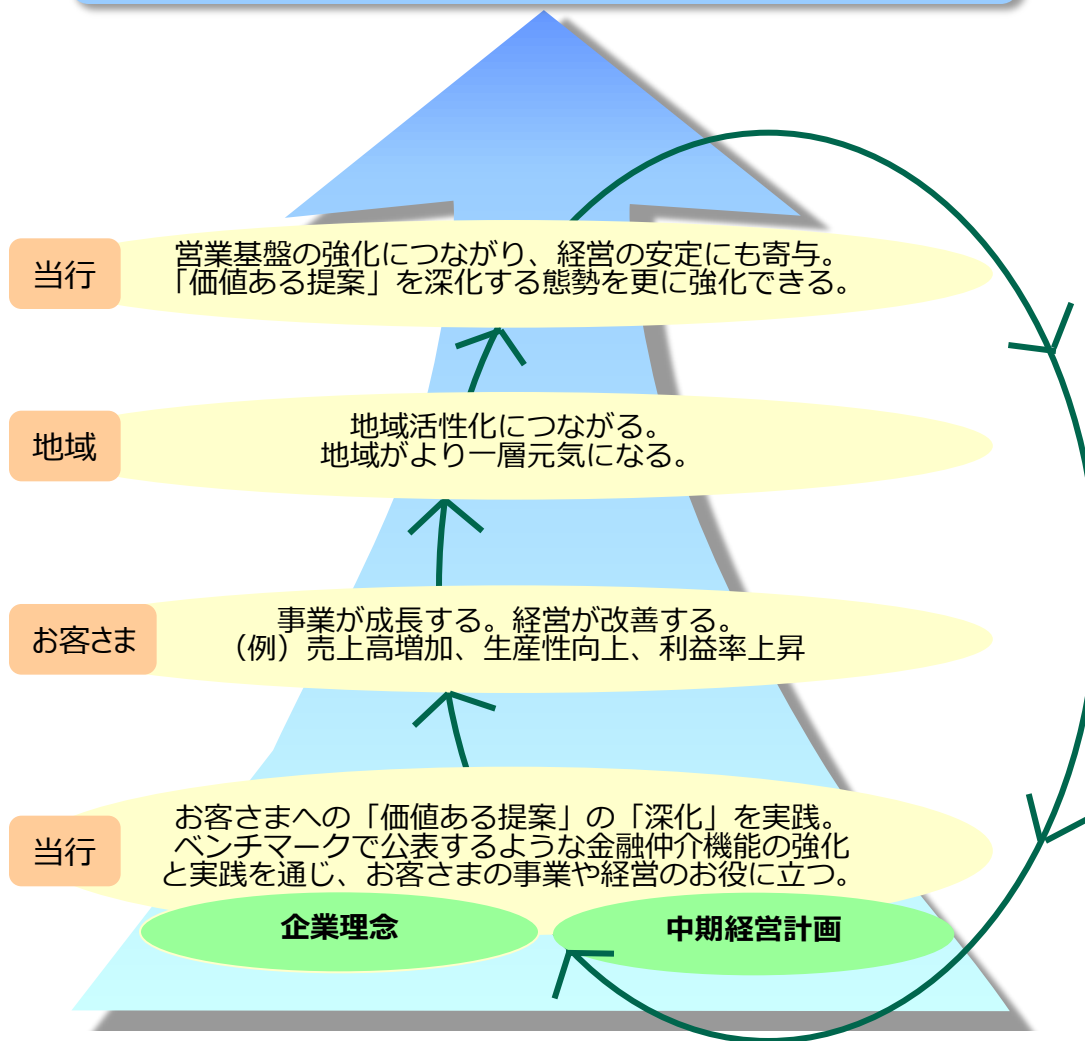 当行
営業基盤の強化につながり、経営の安定にも寄与。
「価値ある提案」を深化する態勢を更に強化できる。
地域
地域活性化につながる。
地域がより一層元気になる。
お客さま
事業が成長する。経営が改善する。
(例)売上高増加、生産性向上、利益率上昇
当行
お客さまへの「価値ある提案」の「深化」を実践。
ベンチマークで公表するような金融仲介機能の強化
と実践を通じ、お客さまの事業や経営のお役に立つ。
企業理念
中期経営計画